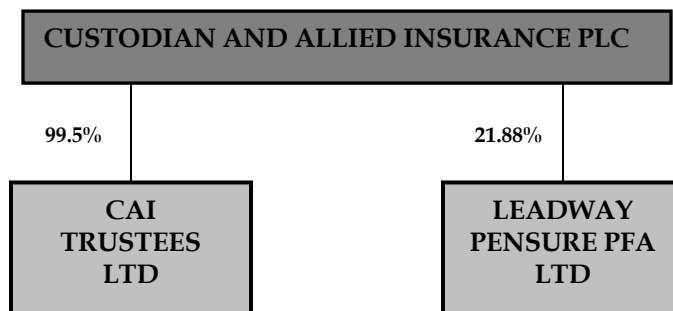 CUSTODIAN AND ALLIED INSURANCE PLC
99.5%
21.88%
CAI
TRUSTEES
LTD
LEADWAY
PENSURE PFA
LTD